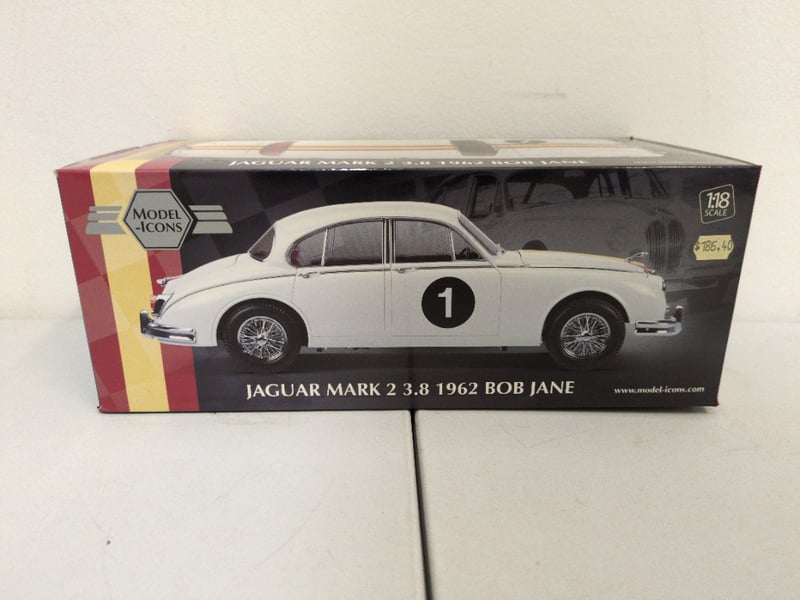 JAGUAR MARK 2 3.8 1962 BOB JANE
MODEL
-ICONS
1:18
SCALE
$186.40
1
JAGUAR MARK 2 3.8 1962 BOB JANE
www.model-icons.com